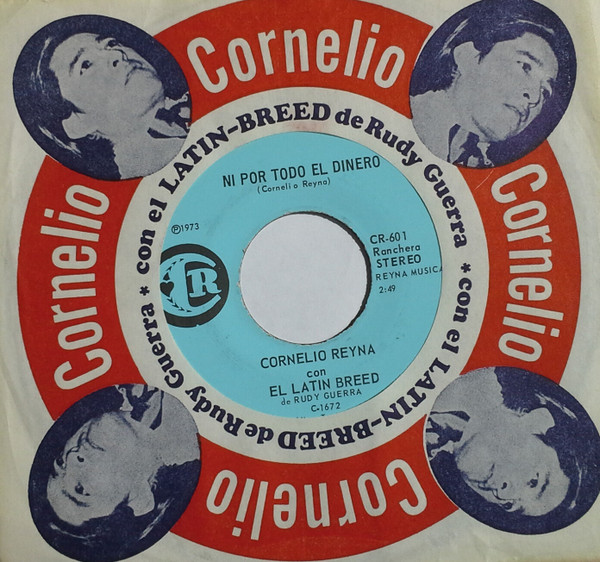 Cornelio
Cornelio
Cornelio
Cornelio
con el LATIN-BREED de Rudy Guerra *
con el LATIN-BREED de Rudy Guerra *
NI POR TODO EL DINERO
(Cornelio Reyna)
Ⓟ1973
CR-601
Ranchera
STEREO
REYNA MUSICA
2:49
CR
CORNELIO REYNA
con
EL LATIN BREED
de RUDY GUERRA
C-1672